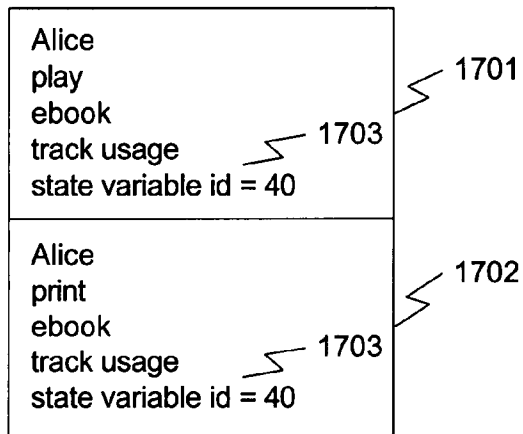 Alice
play
ebook
track usage
state variable id = 40
1701
1703
Alice
print
ebook
track usage
state variable id = 40
1702
1703